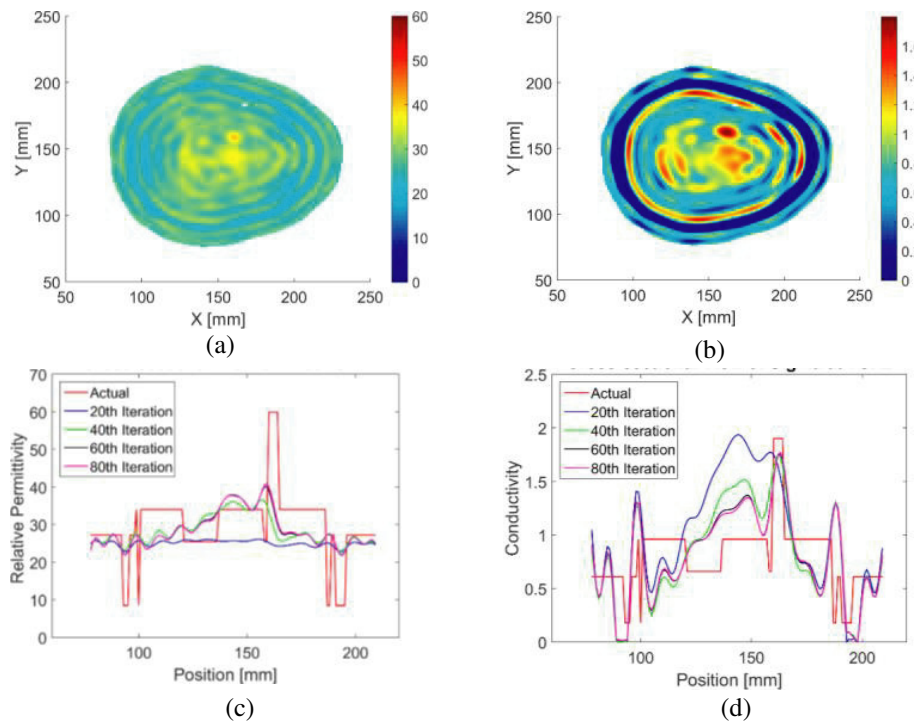 250
200
150
100
50
Y [mm]
50
100
150
200
250
X [mm]
60
50
40
30
20
10
0
(a)
250
200
150
100
50
Y [mm]
50
100
150
200
250
X [mm]
(b)
70
60
50
40
30
20
10
0
Relative Permittivity
Actual
20th Iteration
40th Iteration
60th Iteration
80th Iteration
100
150
200
Position [mm]
(c)
2.5
2
1.5
1
0.5
0
Conductivity
Actual
20th Iteration
40th Iteration
60th Iteration
80th Iteration
100
150
200
Position [mm]
(d)